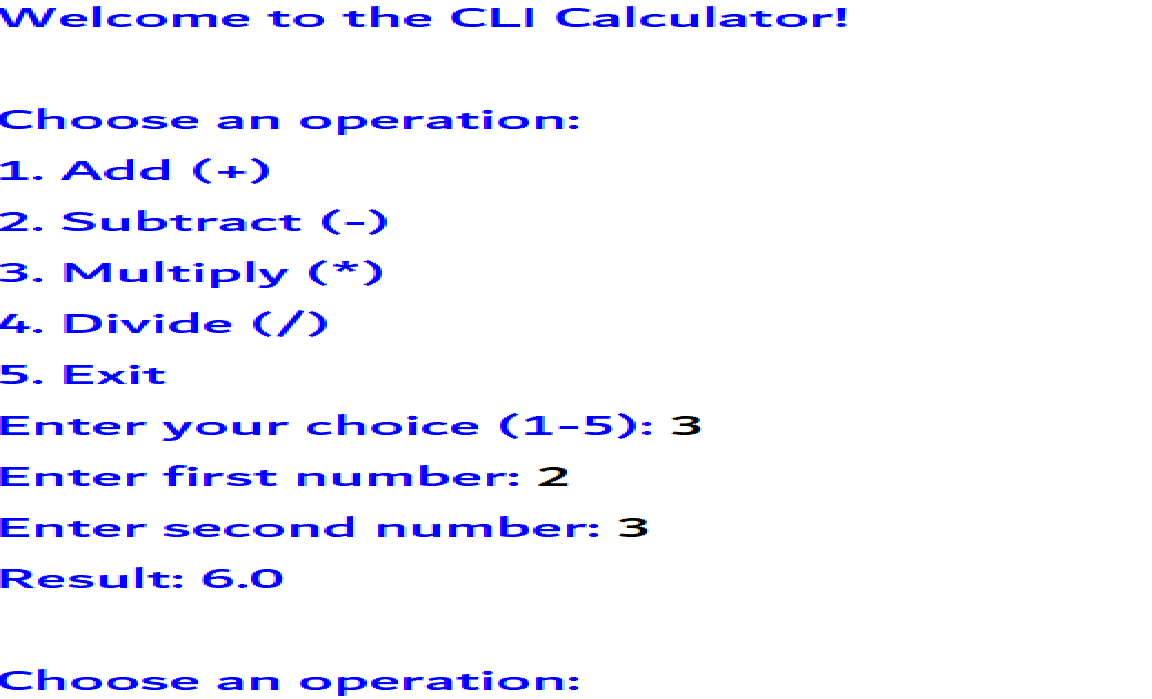 Welcome to the CLI Calculator!
Choose an operation:
1. Add (+)
2. Subtract (-)
3. Multiply (*)
4. Divide (/)
5. Exit
Enter your choice (1-5): 3
Enter first number: 2
Enter second number: 3
Result: 6.0
Choose an operation: